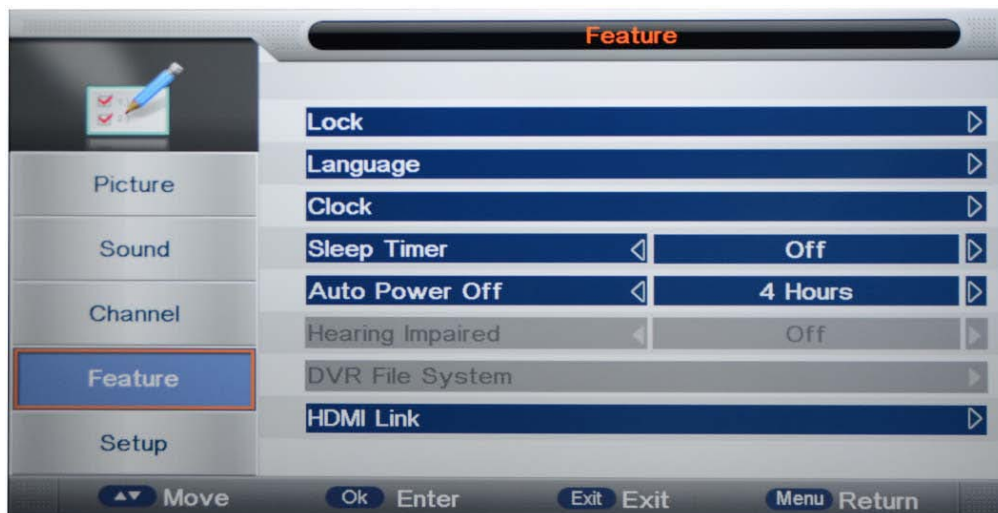 Feature
Picture
Sound
Channel
Feature
Setup
Lock
Language
Clock
Sleep Timer Off
Auto Power Off 4 Hours
Hearing Impaired Off
DVR File System
HDMI Link
Move Ok Enter Exit Exit Menu Return